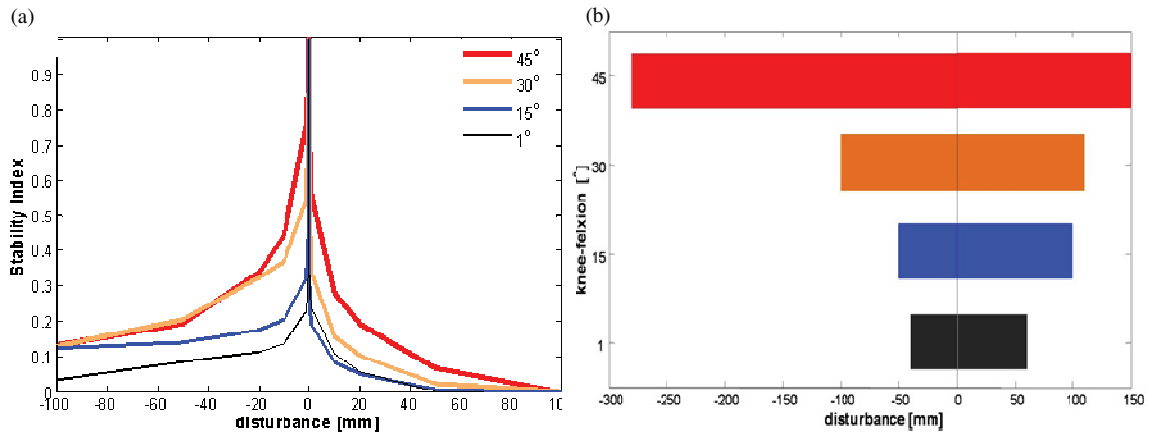 (a)
Stability Index
0.9
0.8
0.7
0.6
0.5
0.4
0.3
0.2
0.1
0
-100 -80 -60 -40 -20 0 20 40 60 80 100
disturbance [mm]
45°
30°
15°
1°
(b)
knee-felxion [°]
45
30
15
1
-300 -250 -200 -150 -100 -50 0 50 100 150
disturbance [mm]